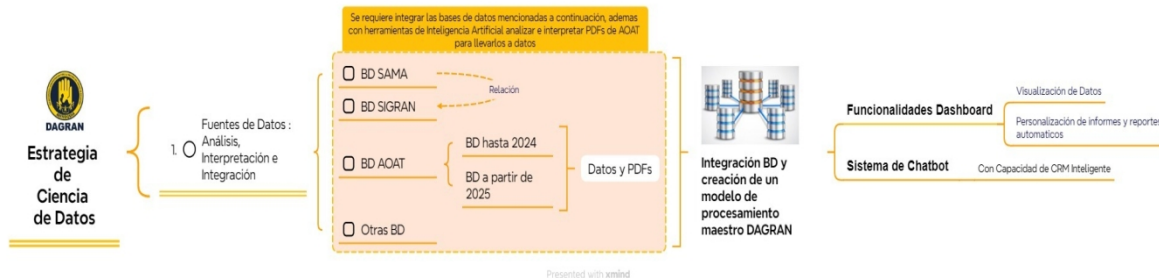 Se requiere integrar las bases de datos mencionadas a continuación, ademas
con herramientas de Inteligencia Artificial analizar e interpretar PDFs de AOAT
para llevarlos a datos
DAGRAN
Estrategia
de
Ciencia
de Datos
1.
Fuentes de Datos :
Análisis,
Interpretación e
Integración
BD SAMA
Relación
BD SIGRAN
BD AOAT
BD hasta 2024
BD a partir de
2025
Datos y PDFs
Otras BD
Integración BD y
creación de un
modelo de
procesamiento
maestro DAGRAN
Funcionalidades Dashboard
Visualización de Datos
Personalización de informes y reportes
automaticos
Sistema de Chatbot
Con Capacidad de CRM Inteligente
Presented with xmind